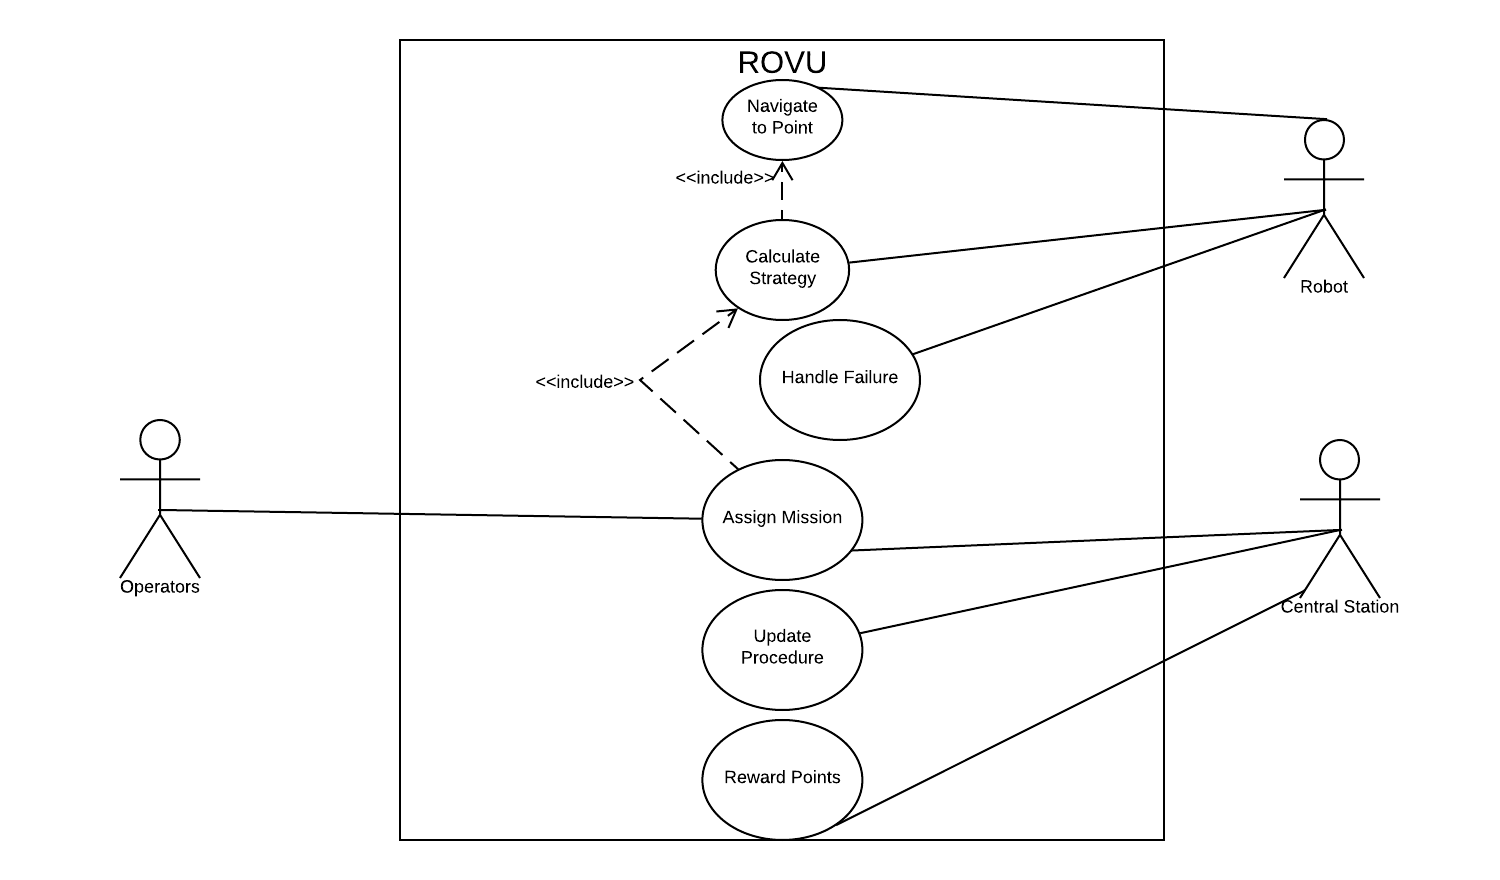 ROVU
Navigate
to Point
<<include>>
Calculate
Strategy
Robot
Handle Failure
<<include>>
Assign Mission
Operators
Central Station
Update
Procedure
Reward Points